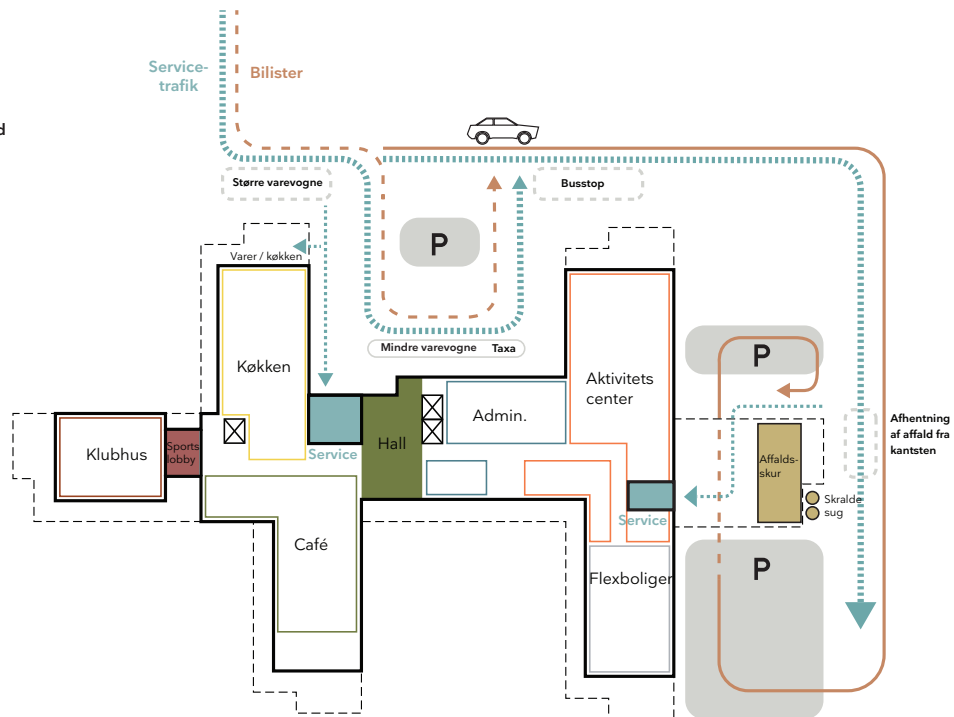 Service-
trafik
Bilister
d
Større varevogne
Busstop
P
Varer / køkken
Mindre varevogne Taxa
P
Køkken
Aktivitets
center
Admin.
Hall
Klubhus
Sports
lobby
Service
Afhentning
af affald fra
kantsten
Affalds-
skur
Skralde
sug
Service
Café
P
Flexboliger